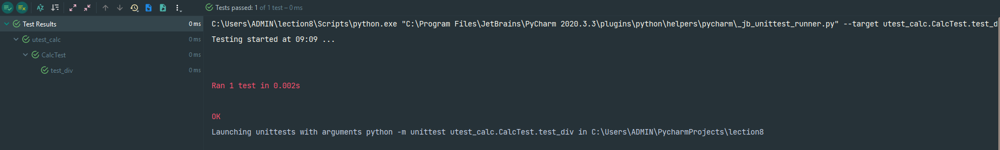 Tests passed: 1 of 1 test – 0 ms
Test Results 0 ms
utest_calc 0 ms
CalcTest 0 ms
test_div 0 ms
C:\Users\ADMIN\lection8\Scripts\python.exe "C:\Program Files\JetBrains\PyCharm 2020.3.3\plugins\python\helpers\pycharm\_jb_unittest_runner.py" --target utest_calc.CalcTest.test_d
Testing started at 09:09 ...
Ran 1 test in 0.002s
OK
Launching unittests with arguments python -m unittest utest_calc.CalcTest.test_div in C:\Users\ADMIN\PycharmProjects\lection8